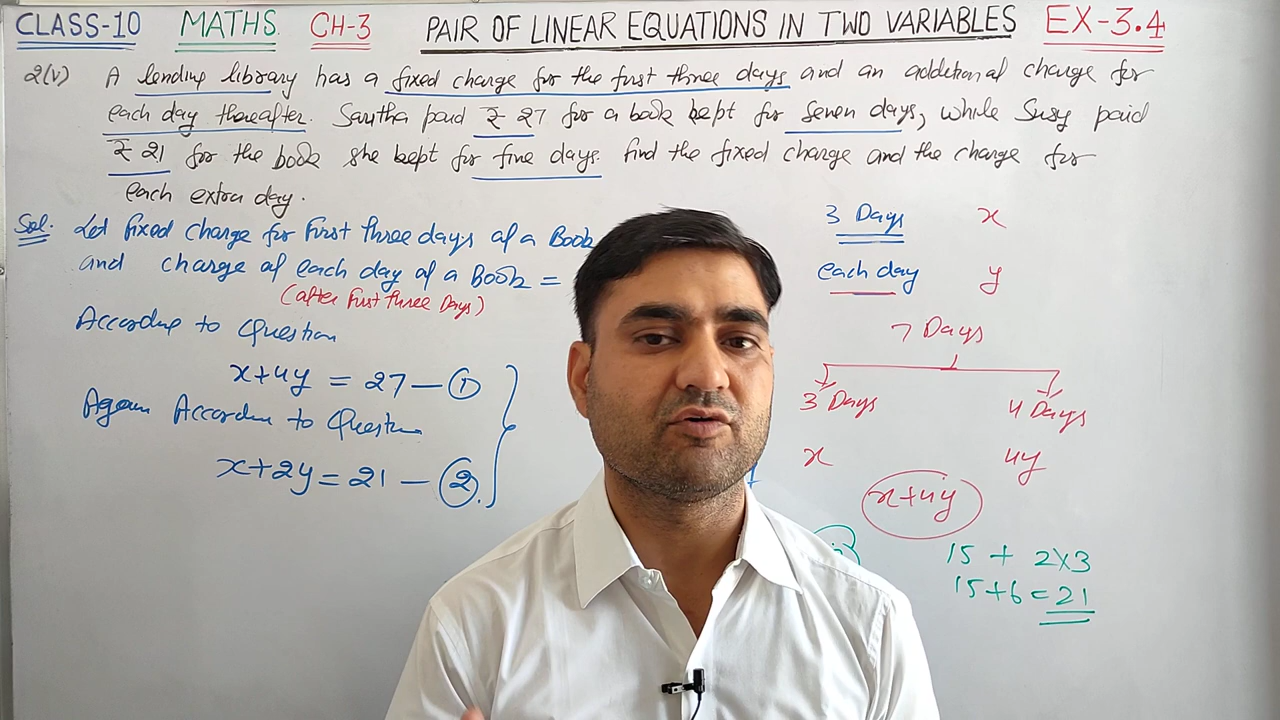 CLASS-10 MATHS CH-3 PAIR OF LINEAR EQUATIONS IN TWO VARIABLES EX-3.4
2(v) A lending library has a fixed charge for the first three days and an additional charge for
each day thereafter. Saritha paid ₹ 27 for a book kept for seven days, while Susy paid
₹ 21 for the book she kept for five days. Find the fixed charge and the charge for
each extra day.
Sol. Let fixed charge for First three days of a Book
and charge of each day of a Book =
(after First three Days)
According to Question
x+4y = 27 — ①
Again According to Question
x+2y = 21 — ②.
3 Days x
each day y
7 Days
3 Days 4 Days
x 4y
x+4y
15 + 2×3
15+6 = 21